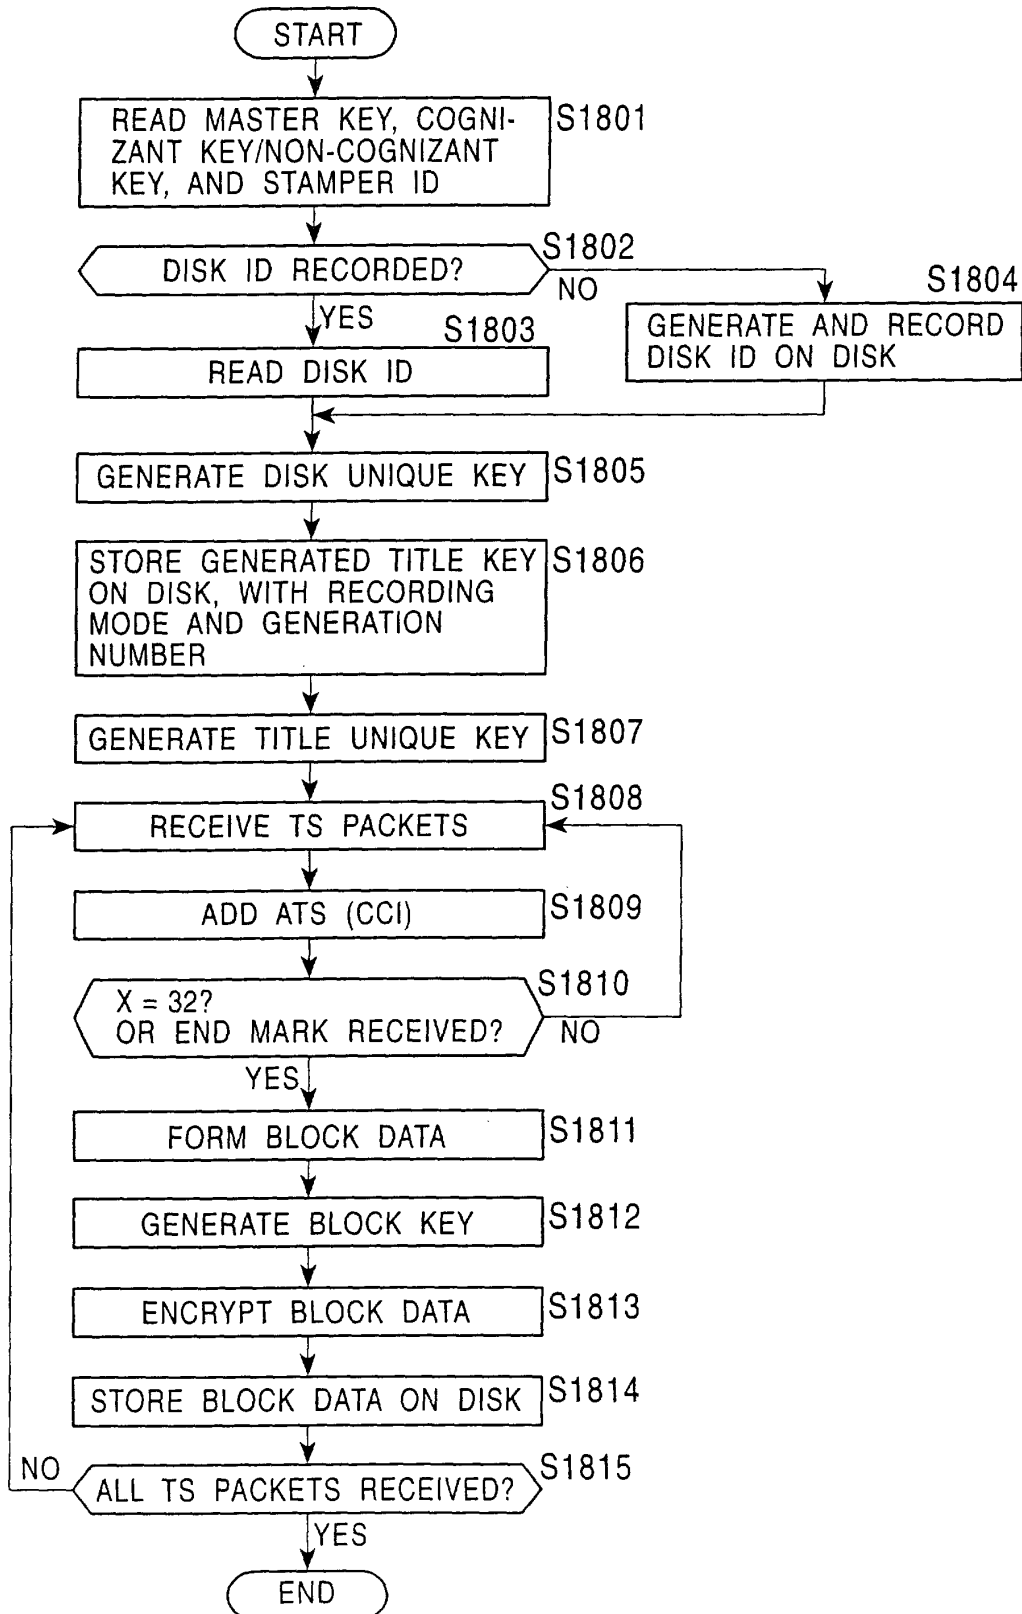 START
READ MASTER KEY, COGNI-
ZANT KEY/NON-COGNIZANT
KEY, AND STAMPER ID
S1801
DISK ID RECORDED?
S1802
NO
YES
S1803
READ DISK ID
S1804
GENERATE AND RECORD
DISK ID ON DISK
GENERATE DISK UNIQUE KEY
S1805
STORE GENERATED TITLE KEY
ON DISK, WITH RECORDING
MODE AND GENERATION
NUMBER
S1806
GENERATE TITLE UNIQUE KEY
S1807
S1808
RECEIVE TS PACKETS
ADD ATS (CCI)
S1809
S1810
X = 32?
OR END MARK RECEIVED?
NO
YES
FORM BLOCK DATA
S1811
GENERATE BLOCK KEY
S1812
ENCRYPT BLOCK DATA
S1813
STORE BLOCK DATA ON DISK
S1814
NO
ALL TS PACKETS RECEIVED?
S1815
YES
END